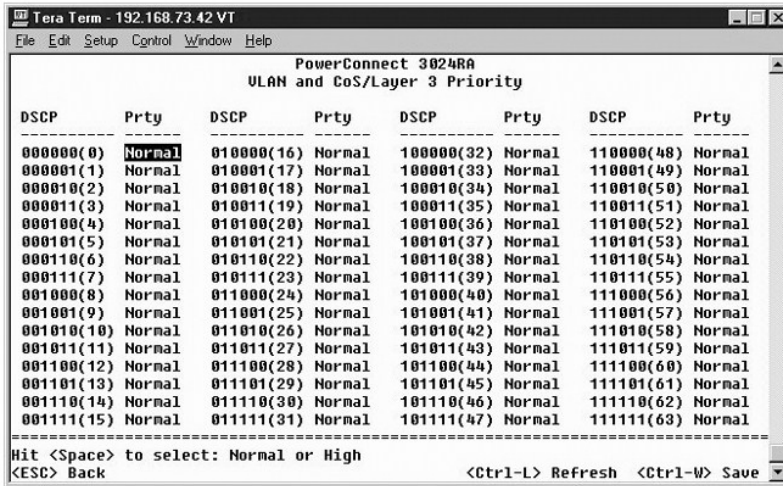 Tera Term - 192.168.73.42 VT
File Edit Setup Control Window Help
PowerConnect 3024RA
VLAN and CoS/Layer 3 Priority
DSCP Prty DSCP Prty DSCP Prty DSCP Prty
---------- ------- ---------- ------- ---------- ------- ---------- -------
000000(0) Normal 010000(16) Normal 100000(32) Normal 110000(48) Normal
000001(1) Normal 010001(17) Normal 100001(33) Normal 110001(49) Normal
000010(2) Normal 010010(18) Normal 100010(34) Normal 110010(50) Normal
000011(3) Normal 010011(19) Normal 100011(35) Normal 110011(51) Normal
000100(4) Normal 010100(20) Normal 100100(36) Normal 110100(52) Normal
000101(5) Normal 010101(21) Normal 100101(37) Normal 110101(53) Normal
000110(6) Normal 010110(22) Normal 100110(38) Normal 110110(54) Normal
000111(7) Normal 010111(23) Normal 100111(39) Normal 110111(55) Normal
001000(8) Normal 011000(24) Normal 101000(40) Normal 111000(56) Normal
001001(9) Normal 011001(25) Normal 101001(41) Normal 111001(57) Normal
001010(10) Normal 011010(26) Normal 101010(42) Normal 111010(58) Normal
001011(11) Normal 011011(27) Normal 101011(43) Normal 111011(59) Normal
001100(12) Normal 011100(28) Normal 101100(44) Normal 111100(60) Normal
001101(13) Normal 011101(29) Normal 101101(45) Normal 111101(61) Normal
001110(14) Normal 011110(30) Normal 101110(46) Normal 111110(62) Normal
001111(15) Normal 011111(31) Normal 101111(47) Normal 111111(63) Normal
================================================================================
Hit <Space> to select: Normal or High
<ESC> Back <Ctrl-L> Refresh <Ctrl-W> Save